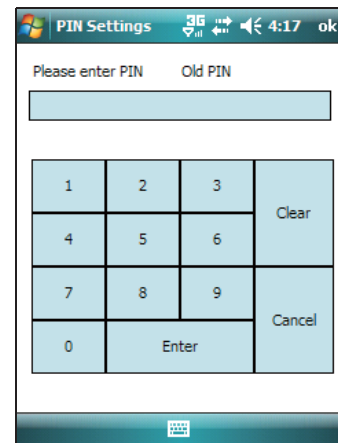 PIN Settings 3G 4:17 ok
Please enter PIN Old PIN
1 2 3
Clear
4 5 6
7 8 9
Cancel
0 Enter